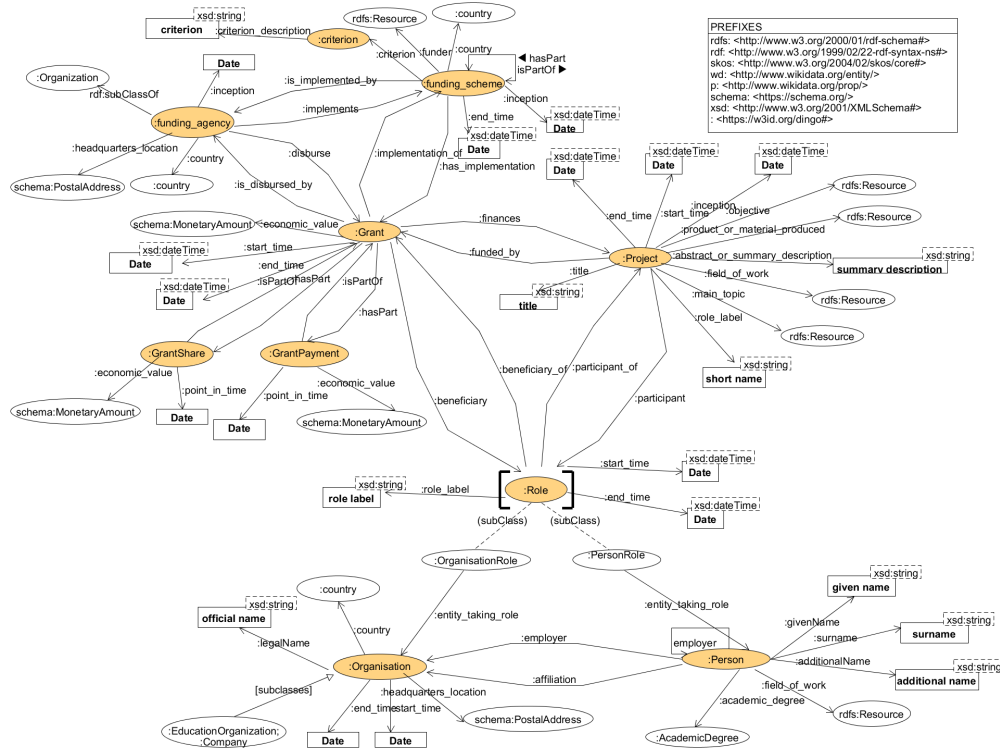 xsd:string
criterion
:criterion_description
:criterion
rdfs:Resource
:country
:criterion
:funder
:country
◀ hasPart
isPartOf ▶
:funding_scheme
:inception
xsd:dateTime
Date
:end_time
xsd:dateTime
Date
PREFIXES
rdfs: <http://www.w3.org/2000/01/rdf-schema#>
rdf: <http://www.w3.org/1999/02/22-rdf-syntax-ns#>
skos: <http://www.w3.org/2004/02/skos/core#>
wd: <http://www.wikidata.org/entity/>
p: <http://www.wikidata.org/prop/>
schema: <https://schema.org/>
xsd: <http://www.w3.org/2001/XMLSchema#>
: <https://w3id.org/dingo#>
:Organization
rdf:subClassOf
Date
:inception
:is_implemented_by
:implements
:funding_agency
:headquarters_location
schema:PostalAddress
:country
:country
:disburse
:is_disbursed_by
:implementation_of
:has_implementation
schema:MonetaryAmount
:economic_value
:Grant
:finances
:funded_by
:start_time
xsd:dateTime
Date
:end_time
xsd:dateTime
Date
:isPartOf
:hasPart
:isPartOf
:hasPart
:GrantShare
:GrantPayment
:economic_value
schema:MonetaryAmount
:point_in_time
Date
:point_in_time
Date
:economic_value
schema:MonetaryAmount
xsd:dateTime
Date
xsd:dateTime
Date
xsd:dateTime
Date
:end_time
:start_time
:inception
:objective
rdfs:Resource
:product_or_material_produced
rdfs:Resource
:Project
:abstract_or_summary_description
xsd:string
summary description
:title
xsd:string
title
:field_of_work
rdfs:Resource
:main_topic
rdfs:Resource
:role_label
xsd:string
short name
:beneficiary
:beneficiary_of
:participant_of
:participant
:Role
:start_time
xsd:dateTime
Date
:end_time
xsd:dateTime
Date
:role_label
xsd:string
role label
(subClass)
(subClass)
:OrganisationRole
:PersonRole
:entity_taking_role
:entity_taking_role
:country
:country
xsd:string
official name
:legalName
:Organisation
:employer
:affiliation
employer
:Person
[subclasses]
:EducationOrganization;
:Company
:end_time
Date
:start_time
Date
:headquarters_location
schema:PostalAddress
:givenName
xsd:string
given name
:surname
xsd:string
surname
:additionalName
xsd:string
additional name
:field_of_work
rdfs:Resource
:academic_degree
:AcademicDegree